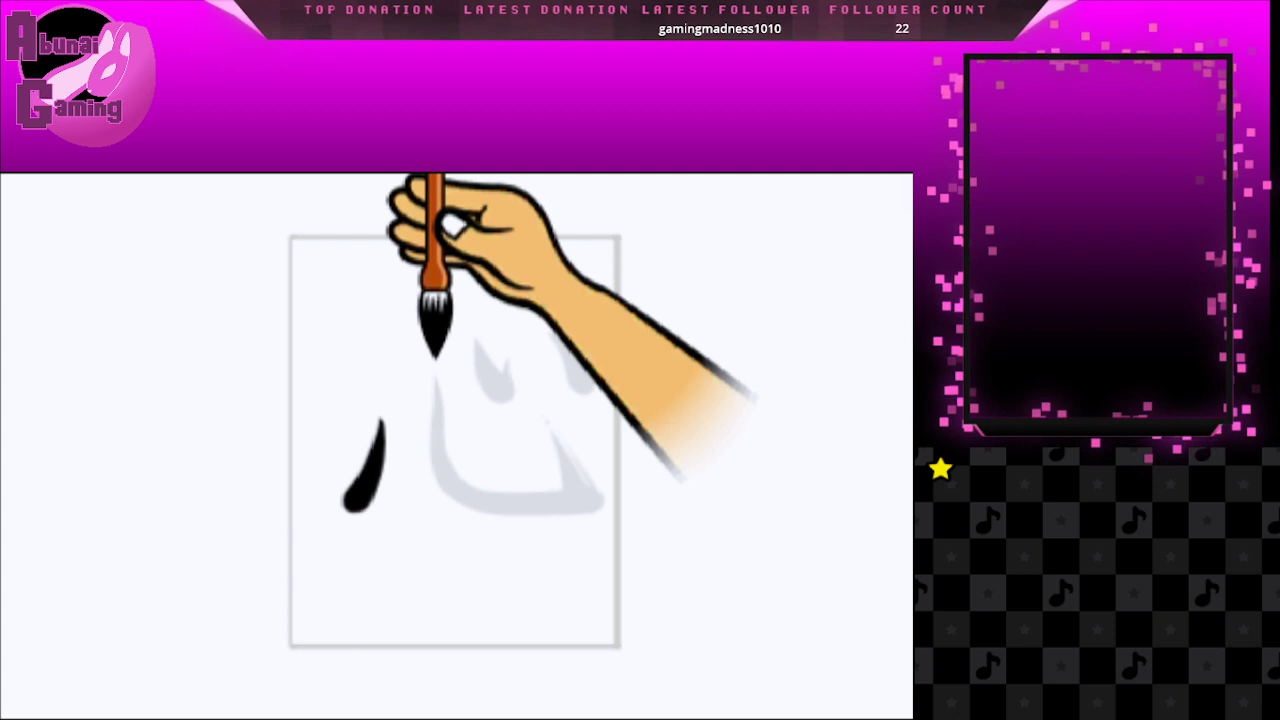 TOP DONATION LATEST DONATION LATEST FOLLOWER FOLLOWER COUNT
gamingmadness1010 22
Abunai
Gaming
心